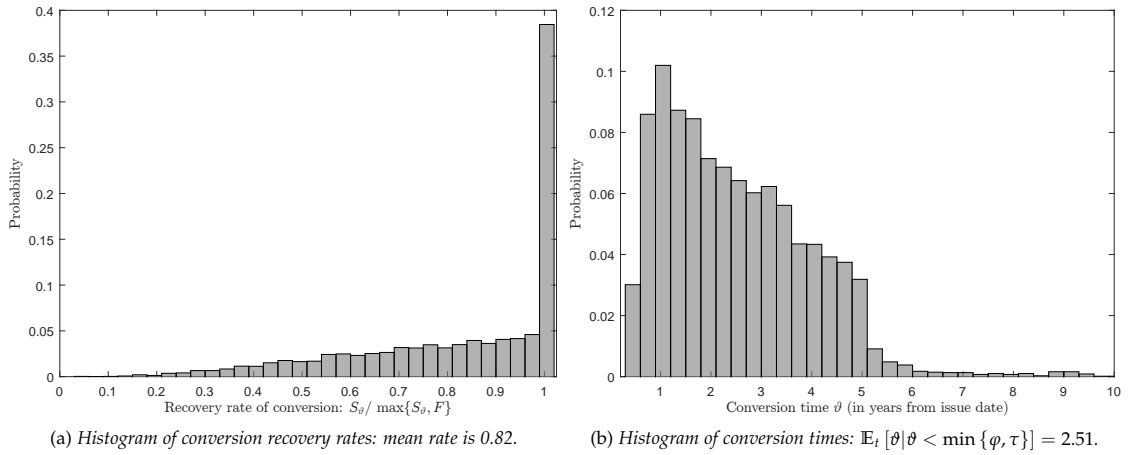 0.4
0.35
0.3
0.25
0.2
0.15
0.1
0.05
0
Probability
0 0.1 0.2 0.3 0.4 0.5 0.6 0.7 0.8 0.9 1
Recovery rate of conversion: S_ϑ/ max{S_ϑ, F}
(a) Histogram of conversion recovery rates: mean rate is 0.82.
0.12
0.1
0.08
0.06
0.04
0.02
0
Probability
1 2 3 4 5 6 7 8 9 10
Conversion time ϑ (in years from issue date)
(b) Histogram of conversion times: 𝔼_t [ϑ|ϑ < min {φ, τ}] = 2.51.